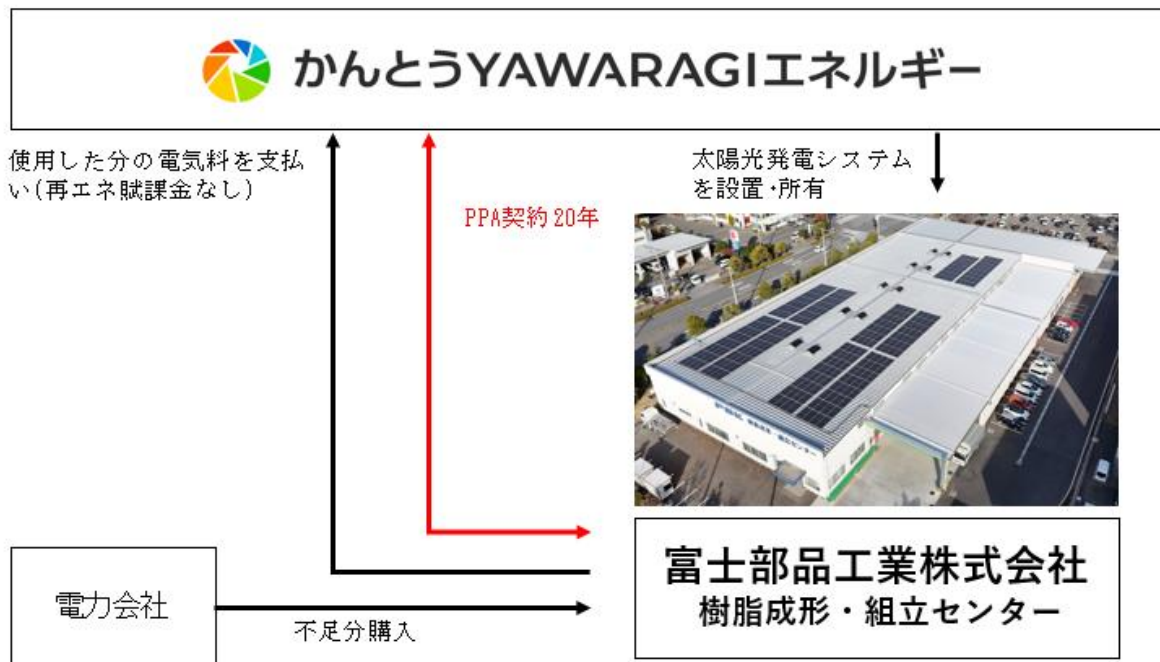 かんとうYAWARAGIエネルギー
使用した分の電気料を支払
い(再エネ賦課金なし)
PPA契約 20年
太陽光発電システム
を設置・所有
富士部品工業株式会社
樹脂成形・組立センター
電力会社
不足分購入